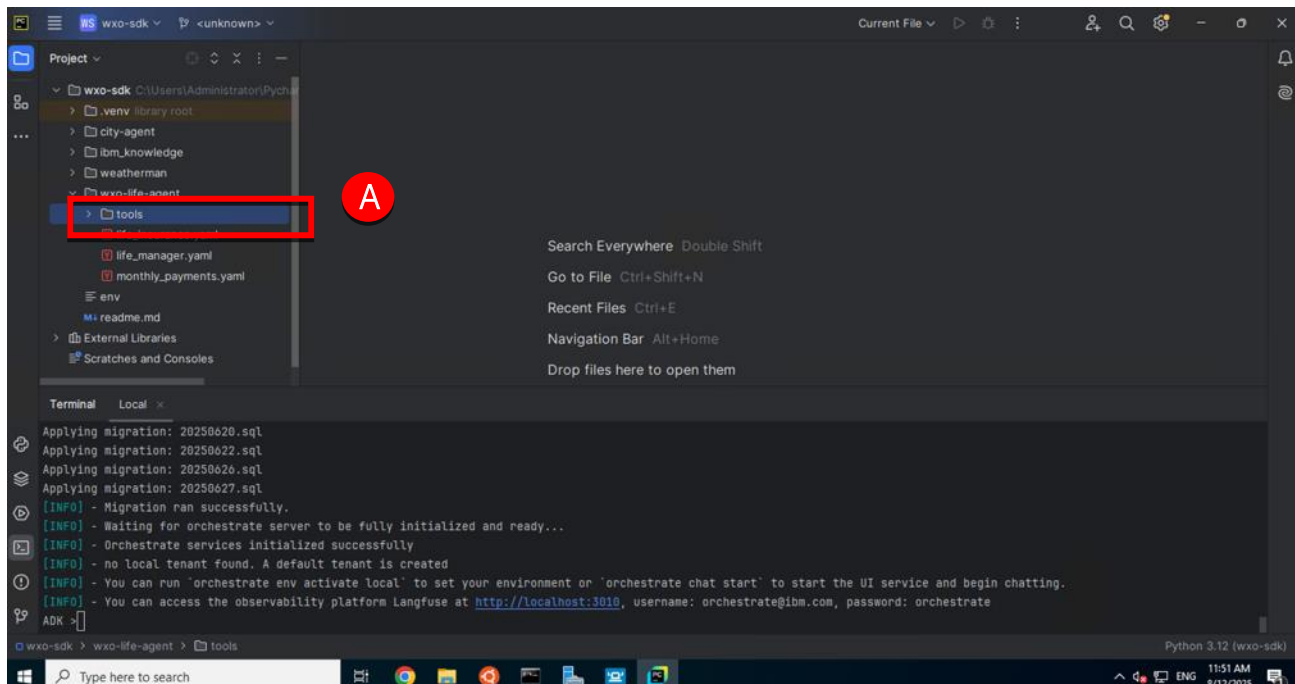 PC WS wxo-sdk <unknown> Current File
Project
wxo-sdk C:\Users\Administrator\Pychar
.venv library root
city-agent
ibm_knowledge
weatherman
wxo-life-agent
A
tools
life_manager.yaml
monthly_payments.yaml
env
M↓ readme.md
External Libraries
Scratches and Consoles
Search Everywhere Double Shift
Go to File Ctrl+Shift+N
Recent Files Ctrl+E
Navigation Bar Alt+Home
Drop files here to open them
Terminal Local
Applying migration: 20250620.sql
Applying migration: 20250622.sql
Applying migration: 20250626.sql
Applying migration: 20250627.sql
[INFO] - Migration ran successfully.
[INFO] - Waiting for orchestrate server to be fully initialized and ready...
[INFO] - Orchestrate services initialized successfully
[INFO] - no local tenant found. A default tenant is created
[INFO] - You can run `orchestrate env activate local` to set your environment or `orchestrate chat start` to start the UI service and begin chatting.
[INFO] - You can access the observability platform Langfuse at http://localhost:3010, username: orchestrate@ibm.com, password: orchestrate
ADK >
wxo-sdk > wxo-life-agent > tools Python 3.12 (wxo-sdk)
Type here to search ENG 11:51 AM
8/12/2025